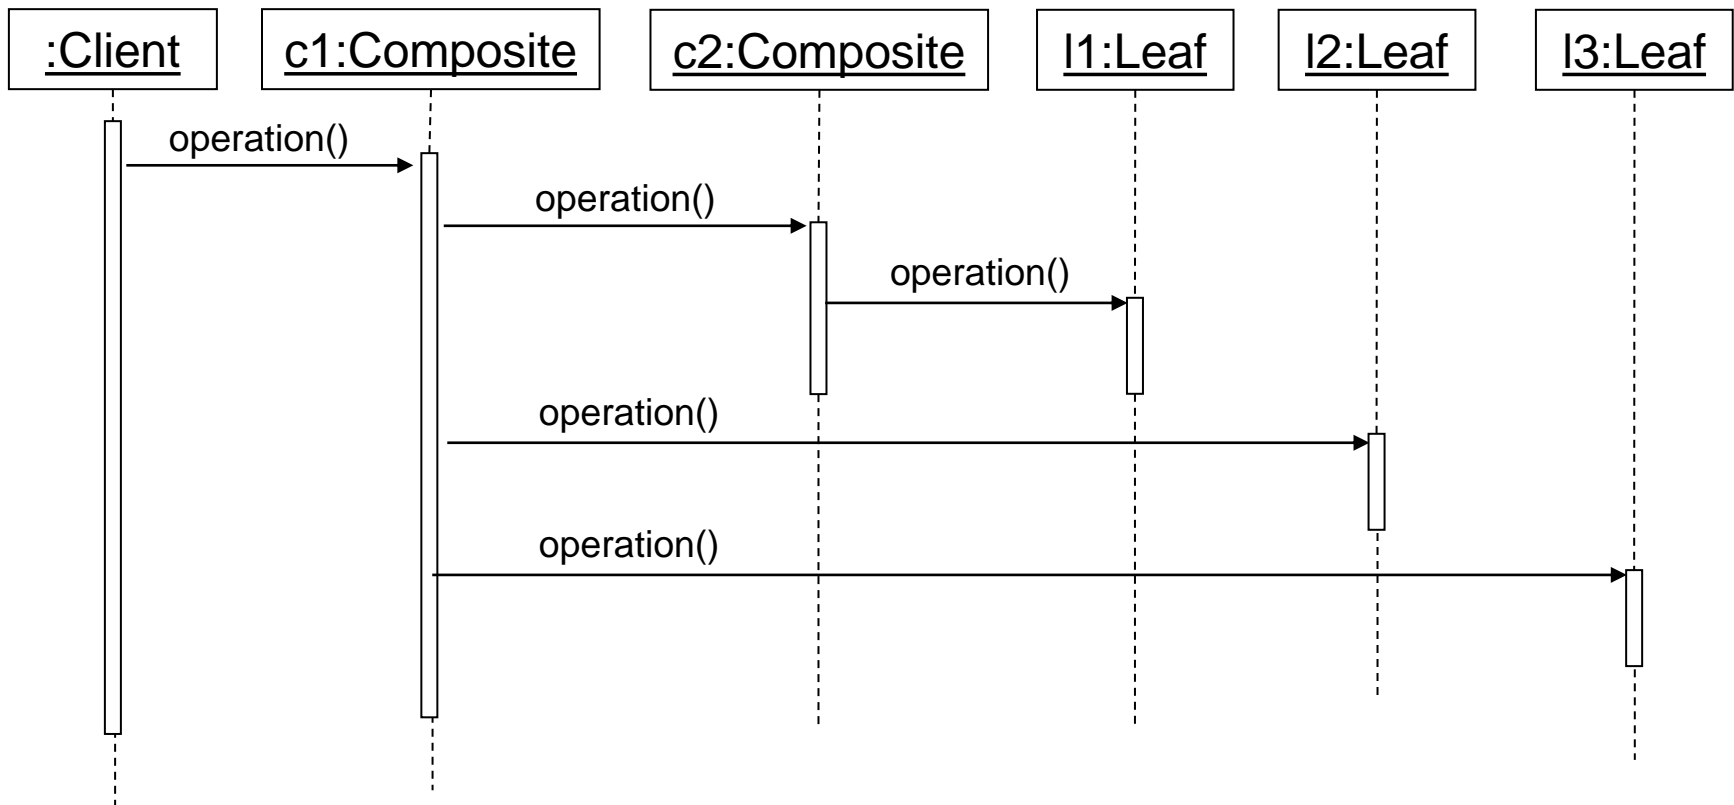 :Client
c1:Composite
c2:Composite
l1:Leaf
l2:Leaf
l3:Leaf
operation()
operation()
operation()
operation()
operation()